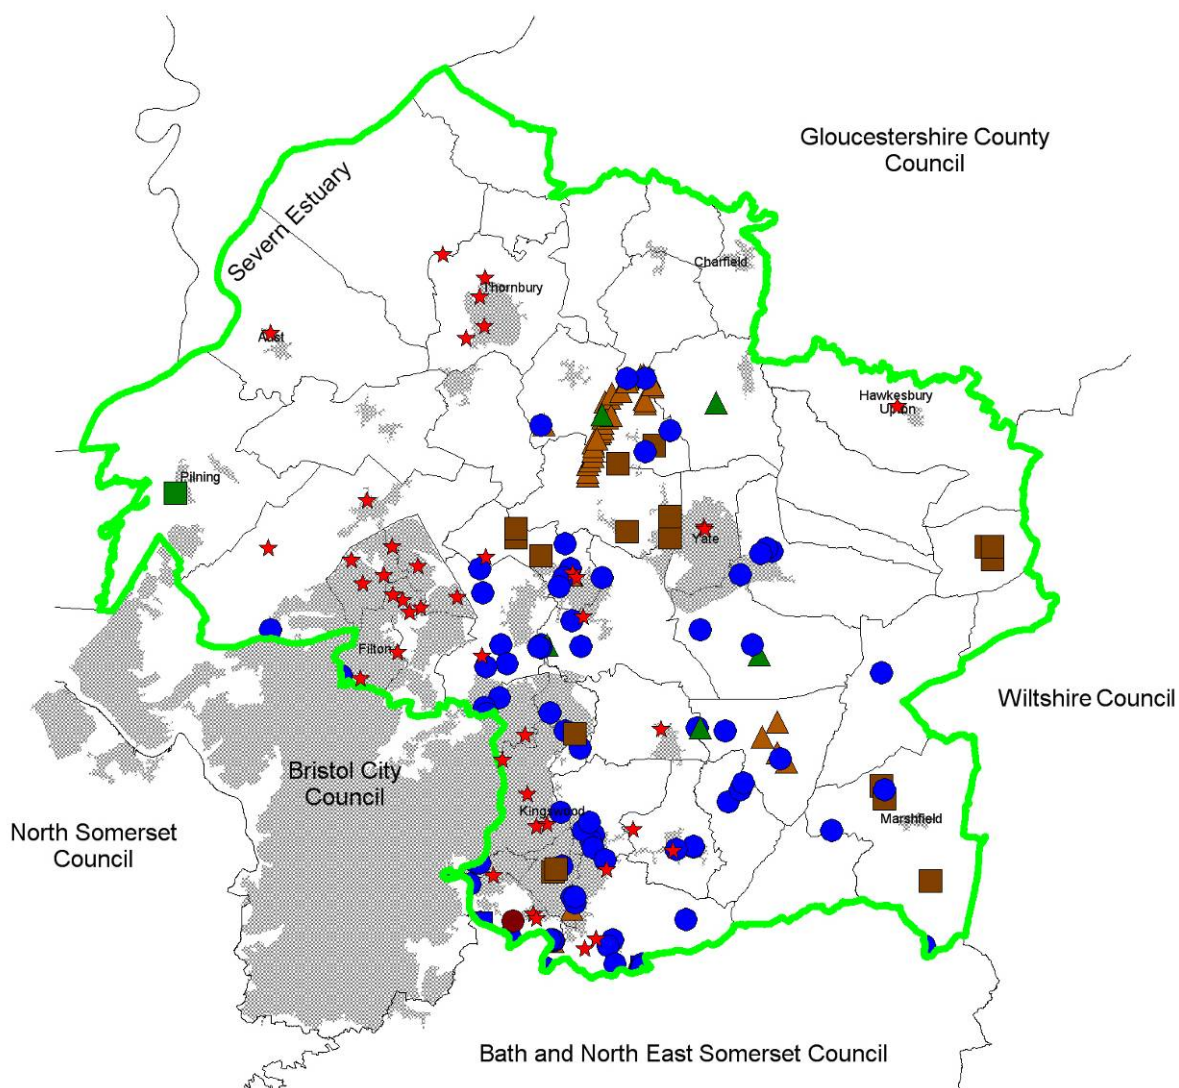 Gloucestershire County
Council
Severn Estuary
Charfield
Thornbury
Aust
Hawkesbury
Upton
Pilning
Yate
Filton
Wiltshire Council
Bristol City
Council
Kingswood
Marshfield
North Somerset
Council
Bath and North East Somerset Council